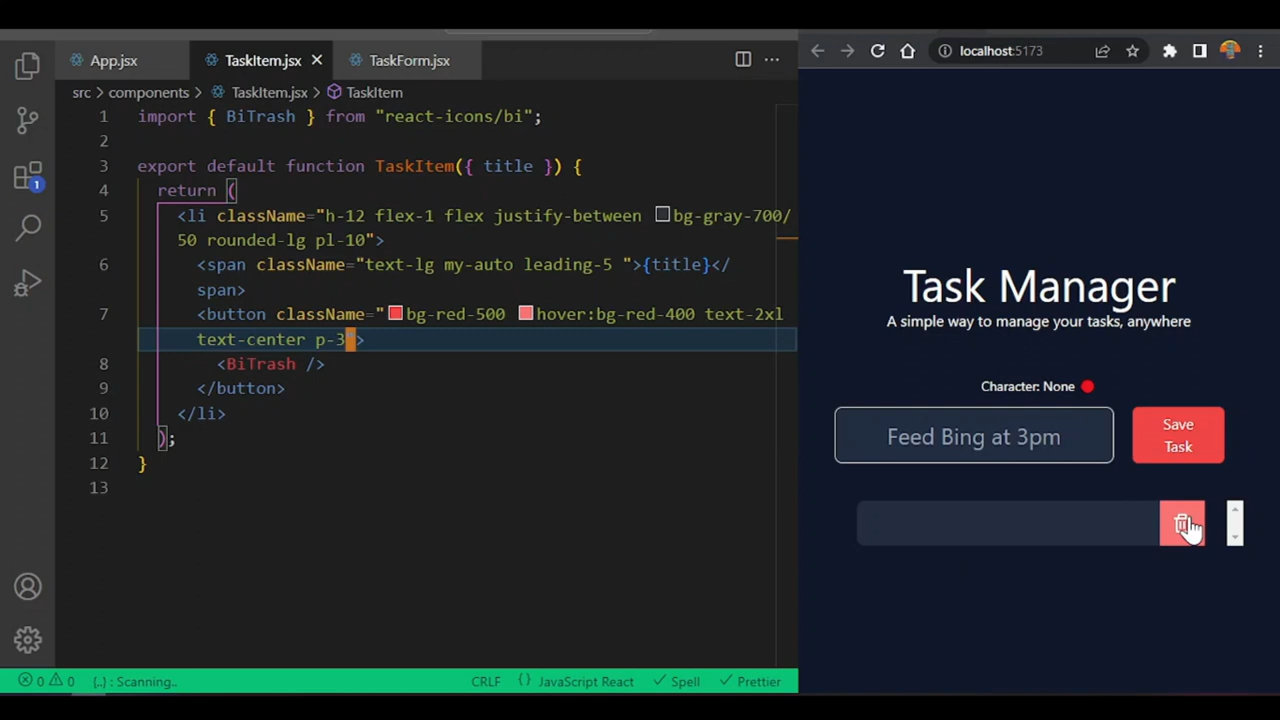 App.jsx
TaskItem.jsx
TaskForm.jsx
src > components > TaskItem.jsx > TaskItem
1 import { BiTrash } from "react-icons/bi";
2
3 export default function TaskItem({ title }) {
4 return (
5 <li className="h-12 flex-1 flex justify-between bg-gray-700/
50 rounded-lg pl-10">
6 <span className="text-lg my-auto leading-5 ">{title}</
span>
7 <button className=" bg-red-500 hover:bg-red-400 text-2xl
text-center p-3">
8 <BiTrash />
9 </button>
10 </li>
11 );
12 }
13
1
0 0 {..} : Scanning.. CRLF {} JavaScript React Spell Prettier
localhost:5173
Task Manager
A simple way to manage your tasks, anywhere
Character: None
Feed Bing at 3pm
Save
Task